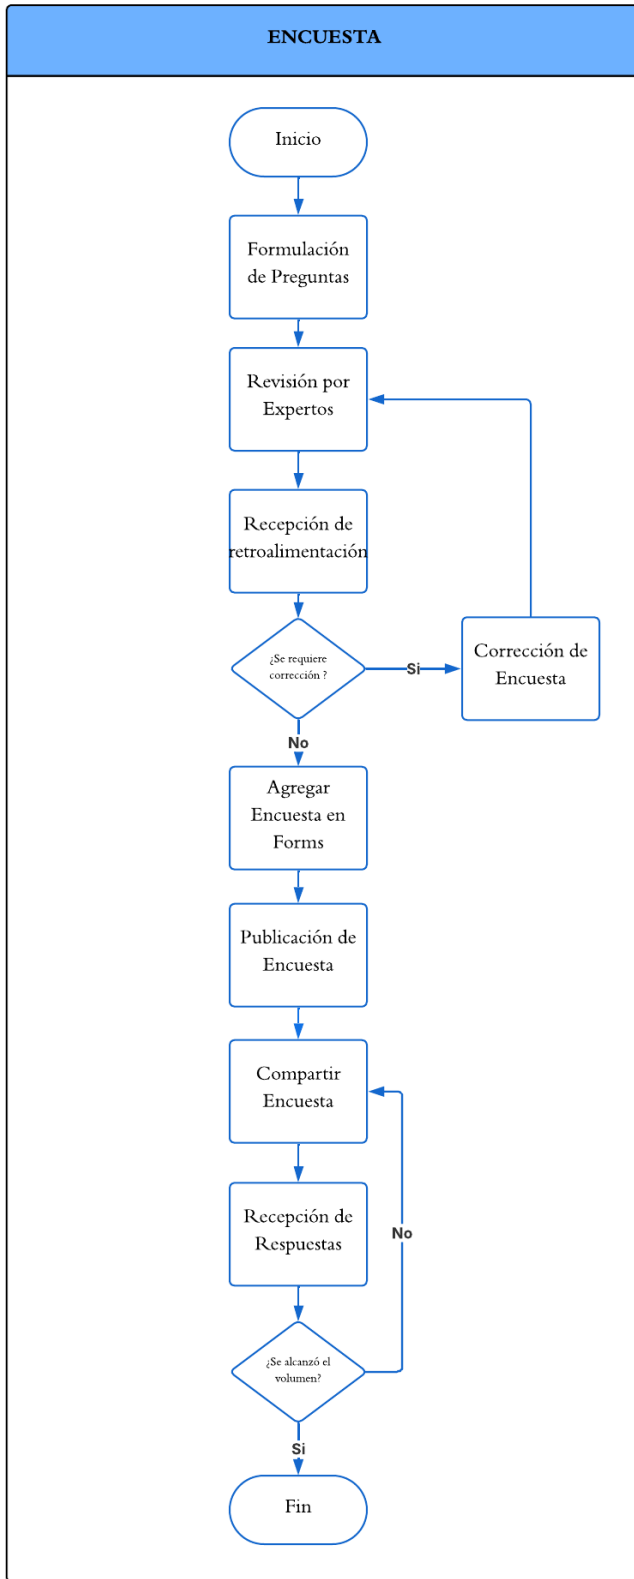 ENCUESTA
Inicio
Formulación
de Preguntas
Revisión por
Expertos
Recepción de
retroalimentación
¿Se requiere
corrección ?
Si
Corrección de
Encuesta
No
Agregar
Encuesta en
Forms
Publicación de
Encuesta
Compartir
Encuesta
Recepción de
Respuestas
No
¿Se alcanzó el
volumen?
Si
Fin